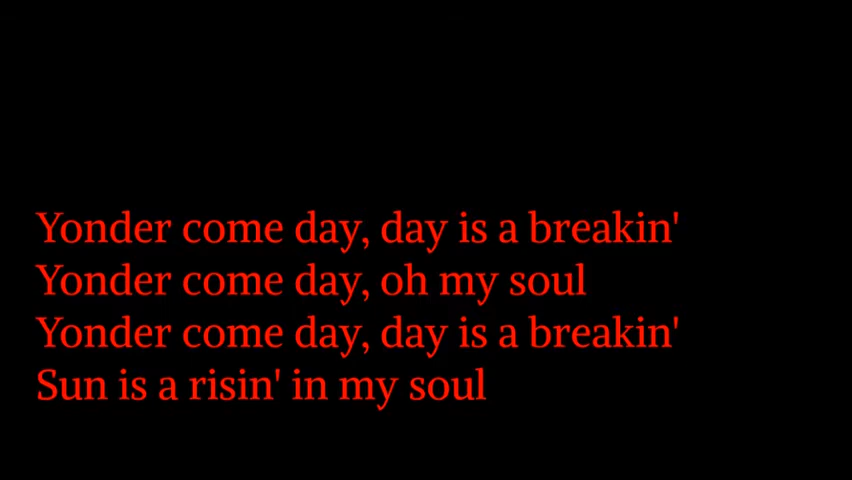 Yonder come day, day is a breakin'
Yonder come day, oh my soul
Yonder come day, day is a breakin'
Sun is a risin' in my soul